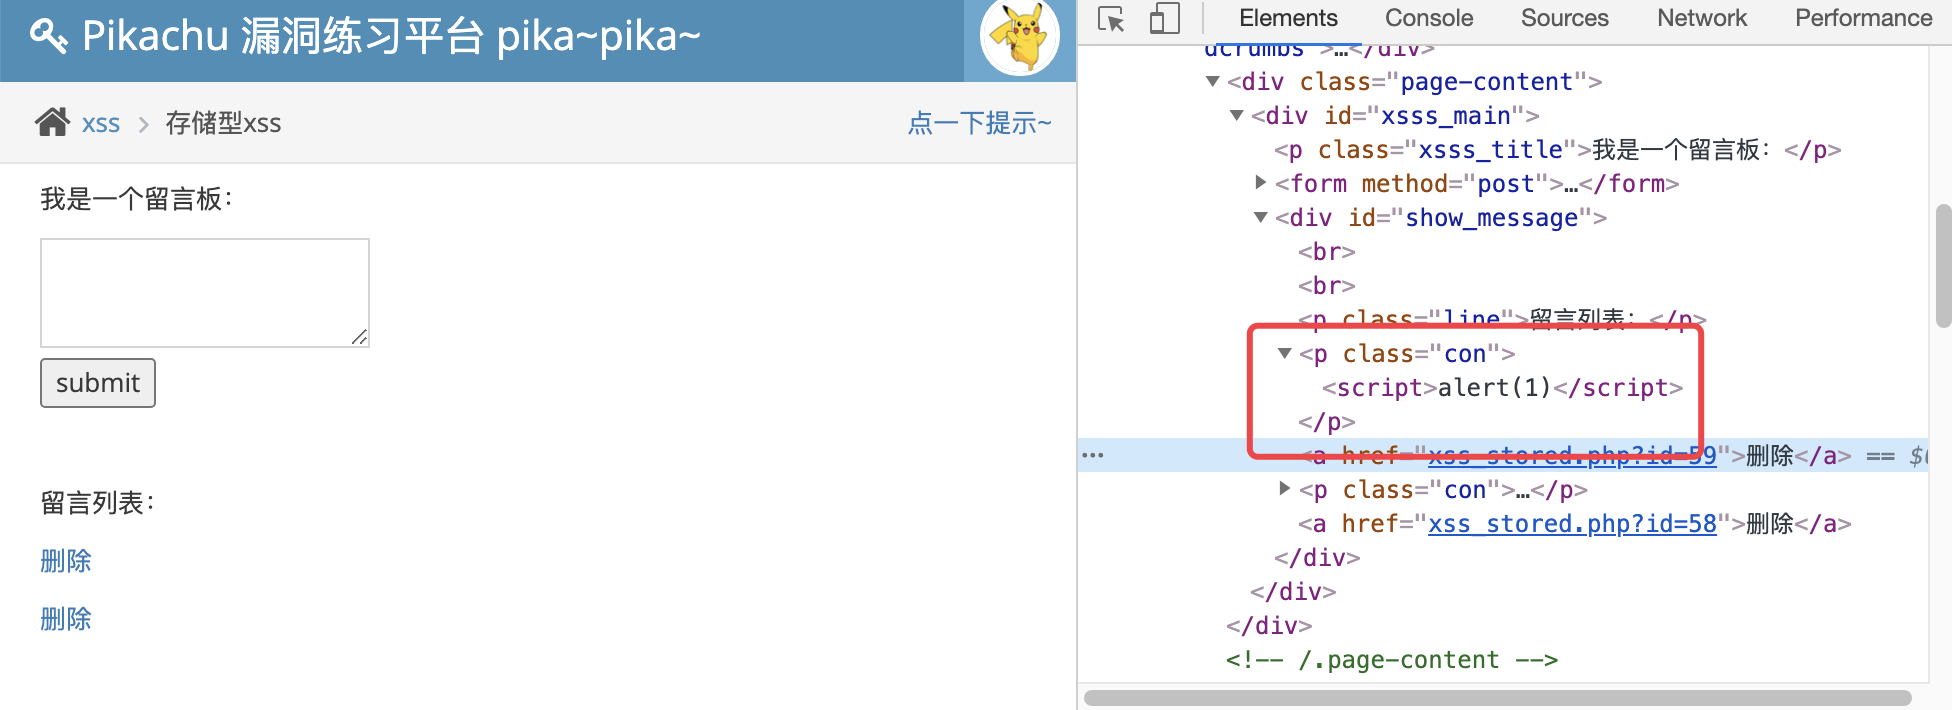 Pikachu 漏洞练习平台 pika~pika~
xss > 存储型xss
点一下提示~
我是一个留言板：
submit
留言列表：
删除
删除
Elements Console Sources Network Performance
dcrumbs">…</div>
<div class="page-content">
<div id="xsss_main">
<p class="xsss_title">我是一个留言板：</p>
<form method="post">…</form>
<div id="show_message">
<br>
<br>
<p class="line">留言列表：</p>
<p class="con">
<script>alert(1)</script>
</p>
<a href="xss_stored.php?id=59">删除</a> ==
<p class="con">…</p>
<a href="xss_stored.php?id=58">删除</a>
</div>
</div>
</div>
<!-- /.page-content -->